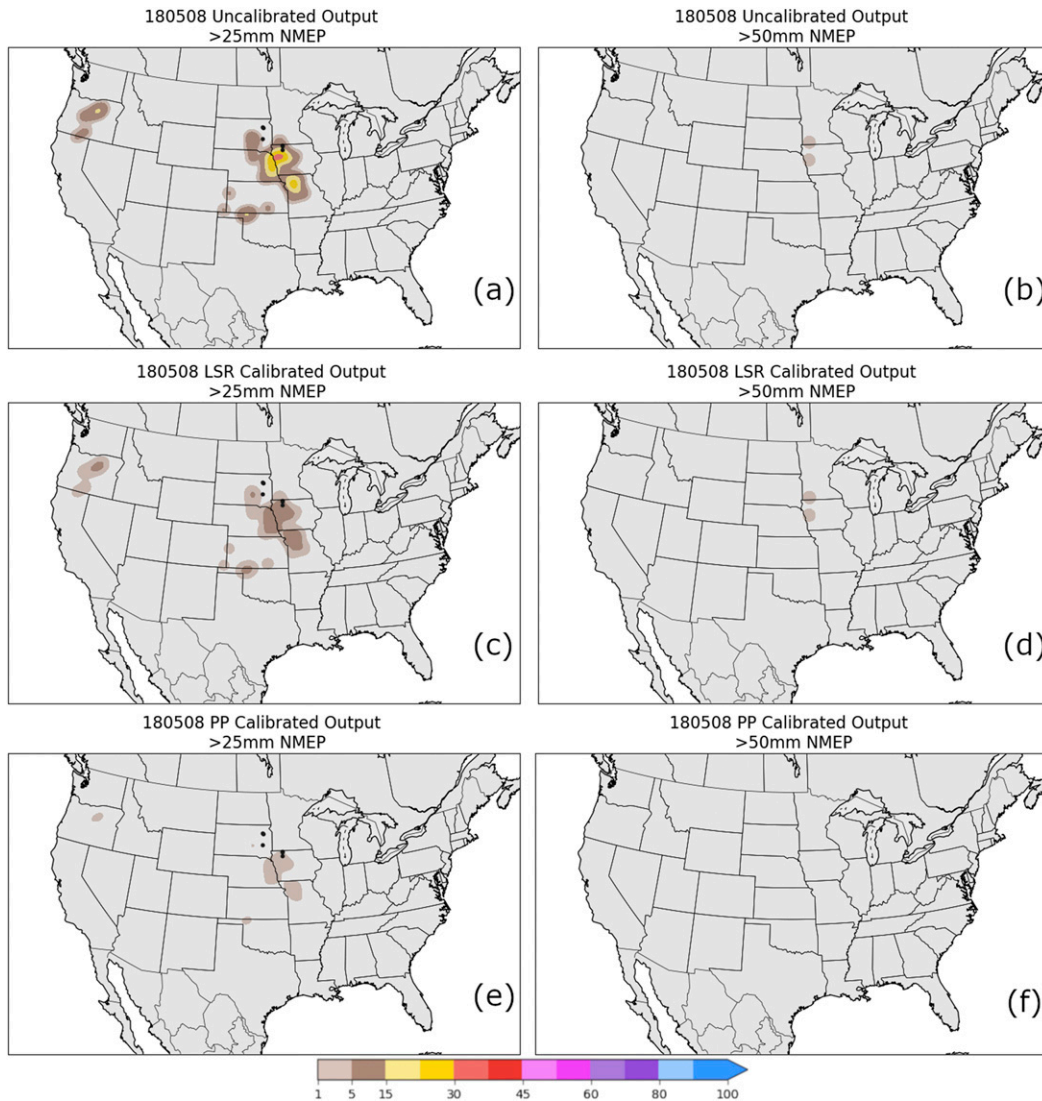 180508 Uncalibrated Output
>25mm NMEP
180508 Uncalibrated Output
>50mm NMEP
(a)
(b)
180508 LSR Calibrated Output
>25mm NMEP
180508 LSR Calibrated Output
>50mm NMEP
(c)
(d)
180508 PP Calibrated Output
>25mm NMEP
180508 PP Calibrated Output
>50mm NMEP
(e)
(f)
1 5 15 30 45 60 80 100